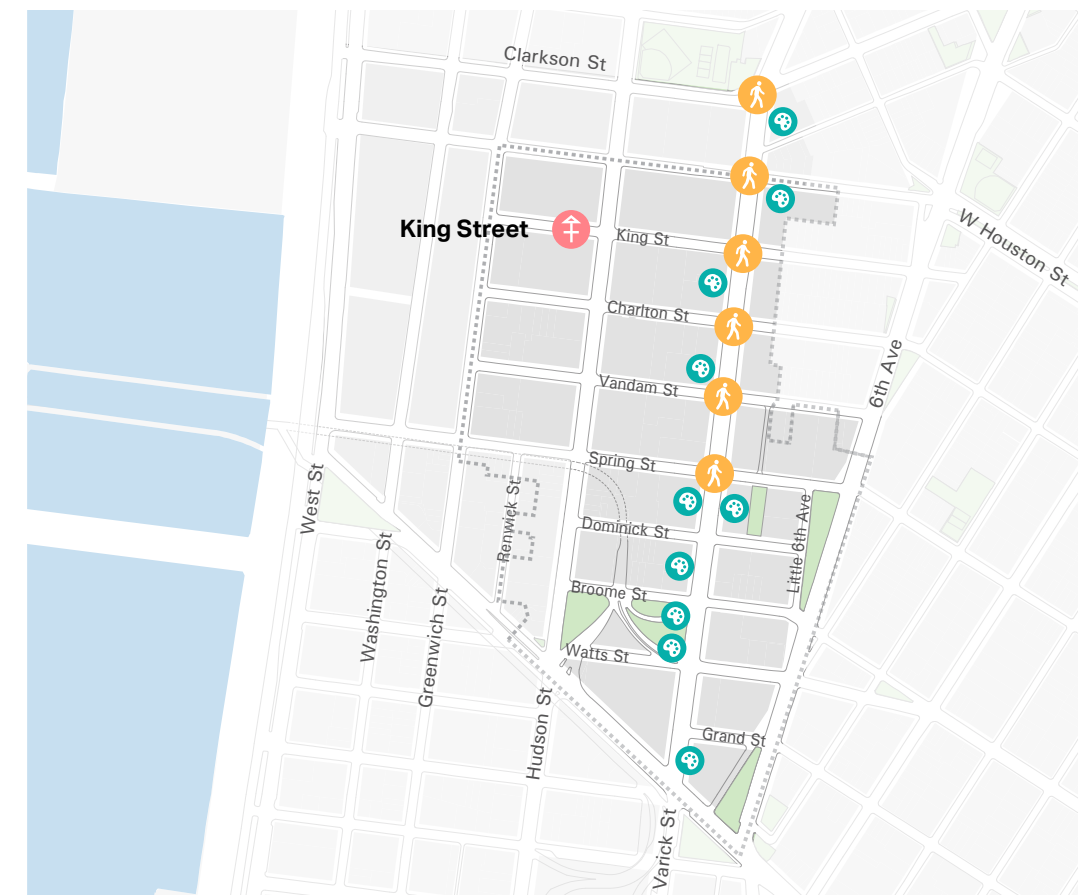 Clarkson St
King Street
King St
W Houston St
Charlton St
6th Ave
Vandam St
Spring St
West St
Renwick St
Little 6th Ave
Dominick St
Washington St
Greenwich St
Broome St
Watts St
Hudson St
Grand St
Varick St